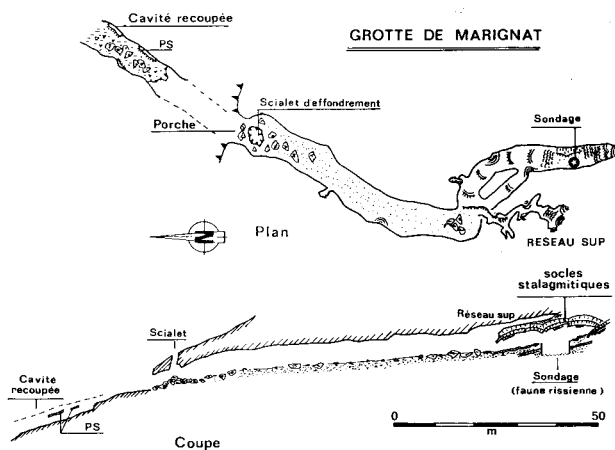 Cavité recoupée
PS
GROTTE DE MARIGNAT
Scialet d'effondrement
Porche
Sondage
N
Plan
RESEAU SUP
socles
stalagmitiques
Réseau sup
Scialet
Cavité
recoupée
PS
Coupe
Sondage
(faune rissienne)
0
50
m